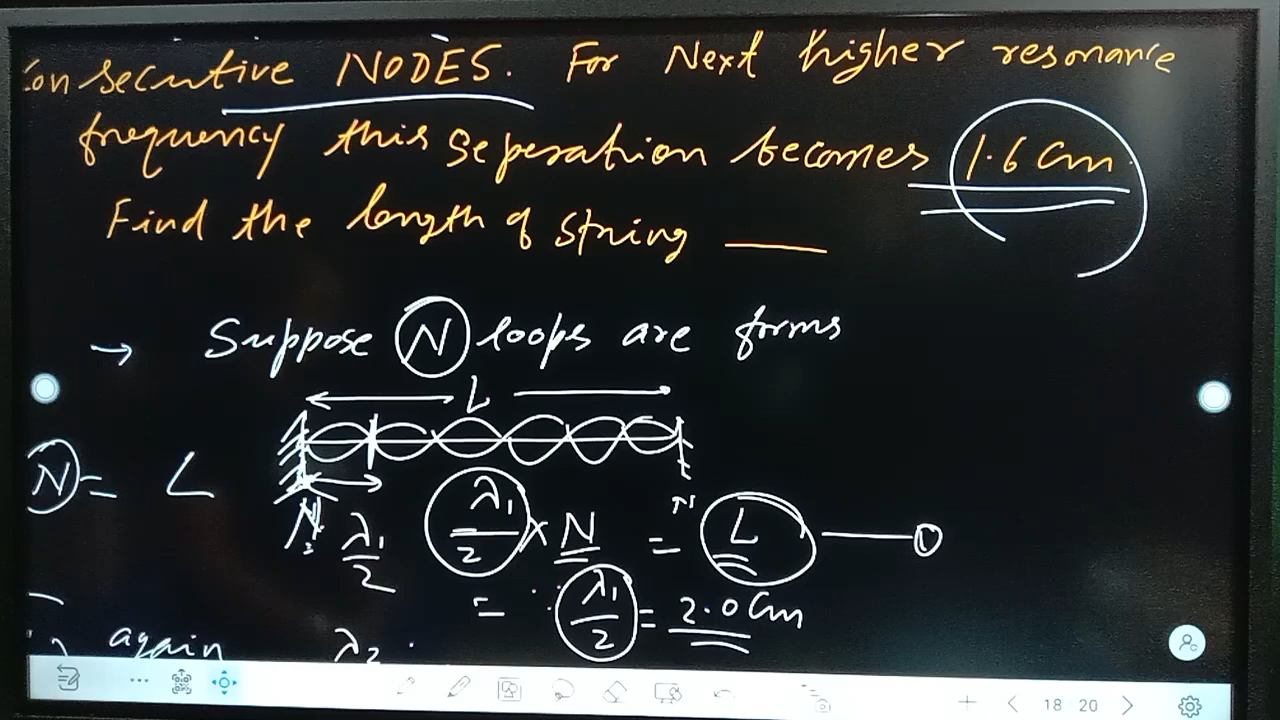 Consecutive NODES. For Next higher resonance
frequency this seperation becomes 1.6 Cm
Find the length of string ___
→ Suppose N loops are forms
L
N = L
N
λ₁/2
λ₁/2 × N = L —— ①
N
= λ₁/2 = 2.0 Cm
again λ₂
18 20